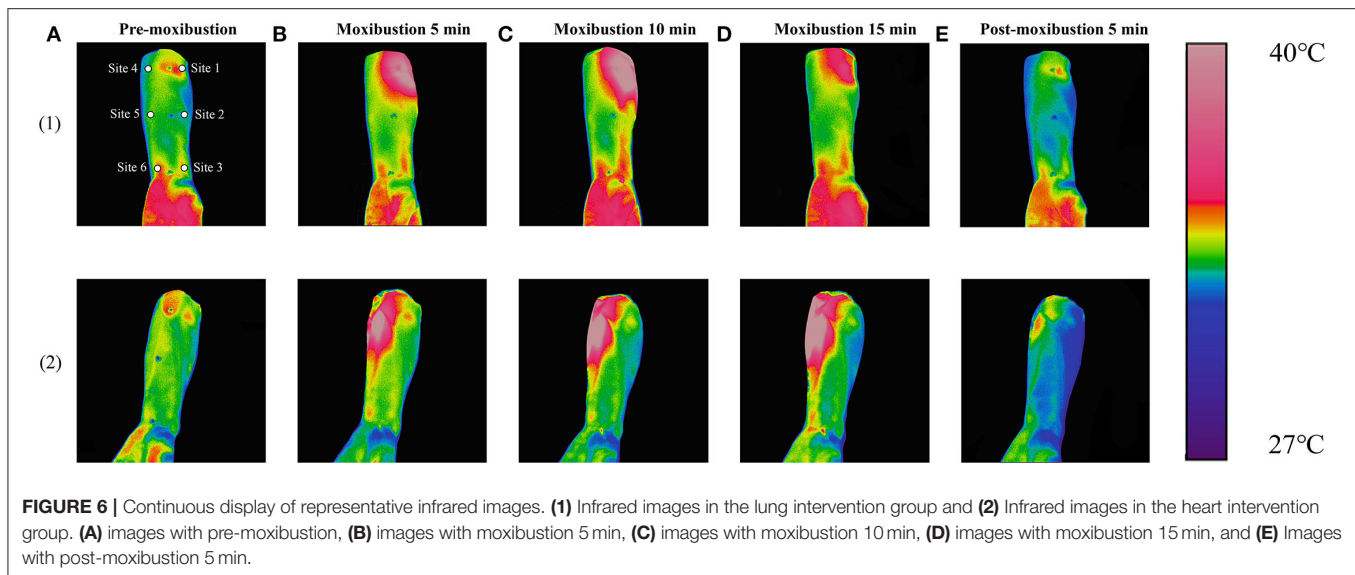 A Pre-moxibustion B Moxibustion 5 min C Moxibustion 10 min D Moxibustion 15 min E Post-moxibustion 5 min
40°C
Site 4 Site 1
(1) Site 5 Site 2
Site 6 Site 3
(2)
27°C
FIGURE 6 | Continuous display of representative infrared images. (1) Infrared images in the lung intervention group and (2) Infrared images in the heart intervention
group. (A) images with pre-moxibustion, (B) images with moxibustion 5 min, (C) images with moxibustion 10 min, (D) images with moxibustion 15 min, and (E) Images
with post-moxibustion 5 min.